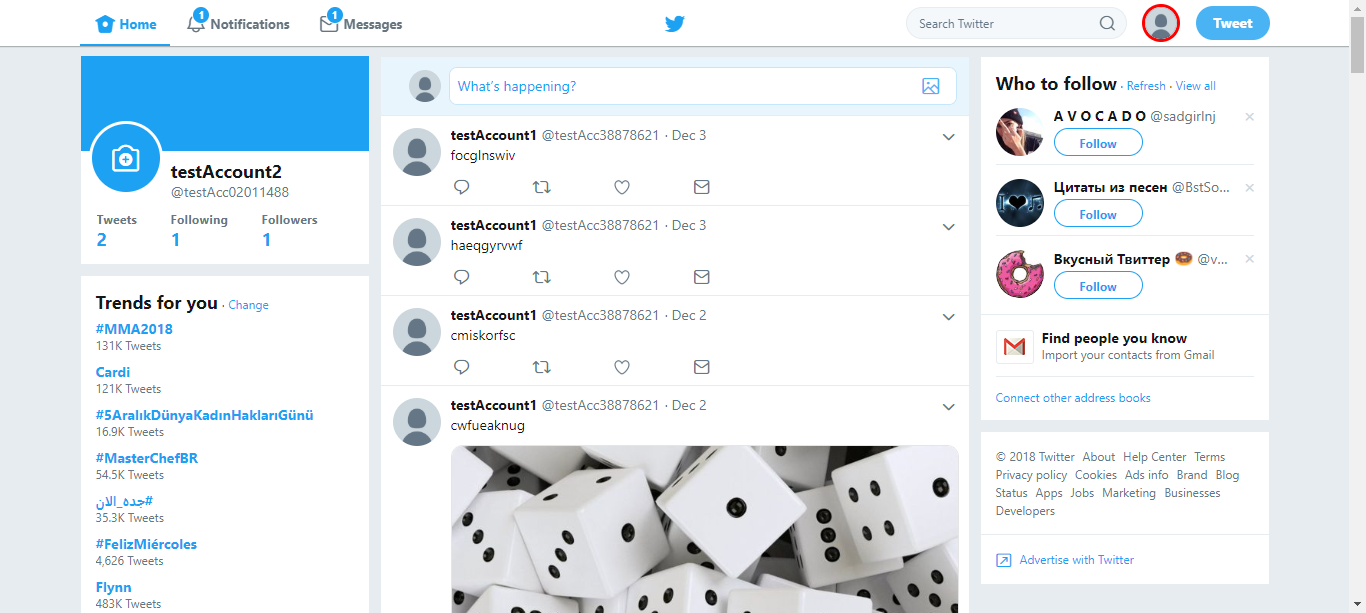 Home
1
Notifications
1
Messages
Search Twitter
Tweet
testAccount2
@testAcc02011488
Tweets Following Followers
2 1 1
Trends for you · Change
#MMA2018
131K Tweets
Cardi
121K Tweets
#5AralıkDünyaKadınHaklarıGünü
16.9K Tweets
#MasterChefBR
54.5K Tweets
#جده_الان
35.3K Tweets
#FelizMiércoles
4,626 Tweets
Flynn
483K Tweets
What's happening?
testAccount1 @testAcc38878621 · Dec 3
focglnswiv
testAccount1 @testAcc38878621 · Dec 3
haeqgyrvwf
testAccount1 @testAcc38878621 · Dec 2
cmiskorfsc
testAccount1 @testAcc38878621 · Dec 2
cwfueaknug
Who to follow · Refresh · View all
A V O C A D O @sadgirlnj
Follow
Цитаты из песен @BstSo...
Follow
Вкусный Твиттер 🍩 @v...
Follow
Find people you know
Import your contacts from Gmail
Connect other address books
© 2018 Twitter About Help Center Terms
Privacy policy Cookies Ads info Brand Blog
Status Apps Jobs Marketing Businesses
Developers
Advertise with Twitter